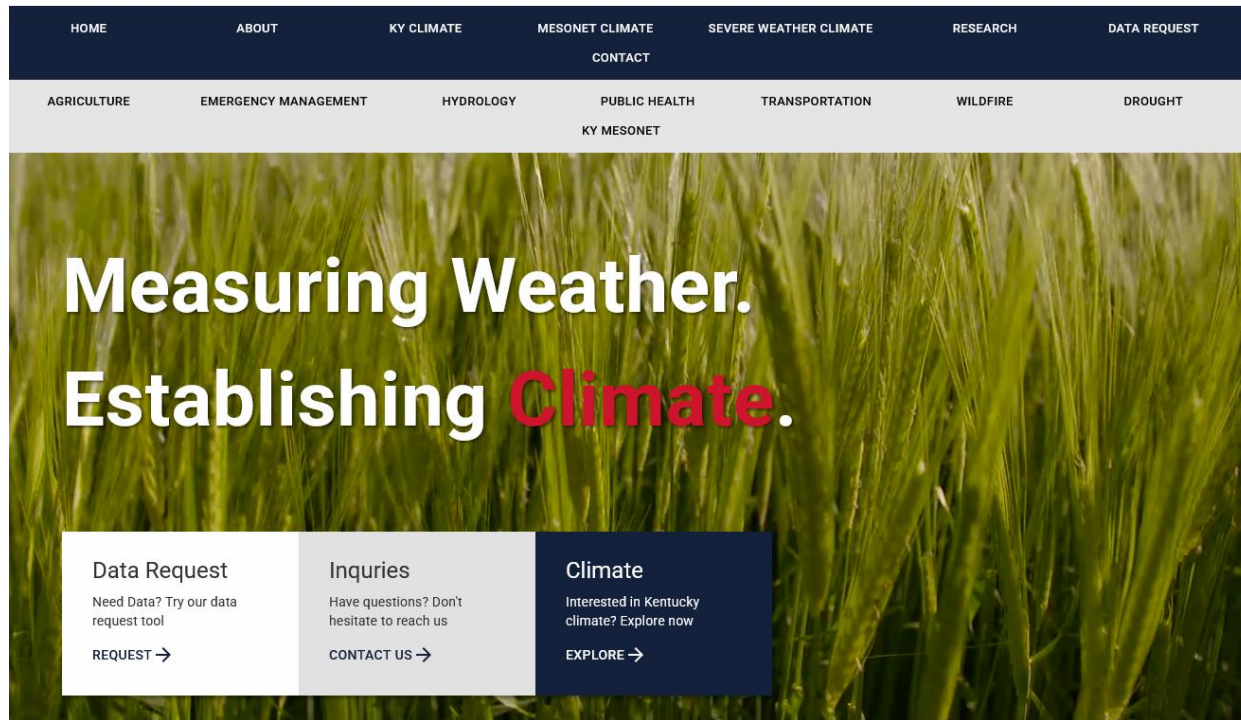 HOME ABOUT KY CLIMATE MESONET CLIMATE SEVERE WEATHER CLIMATE RESEARCH DATA REQUEST
CONTACT
AGRICULTURE EMERGENCY MANAGEMENT HYDROLOGY PUBLIC HEALTH TRANSPORTATION WILDFIRE DROUGHT
KY MESONET
Measuring Weather.
Establishing Climate.
Data Request
Need Data? Try our data
request tool
REQUEST →
Inquries
Have questions? Don't
hesitate to reach us
CONTACT US →
Climate
Interested in Kentucky
climate? Explore now
EXPLORE →